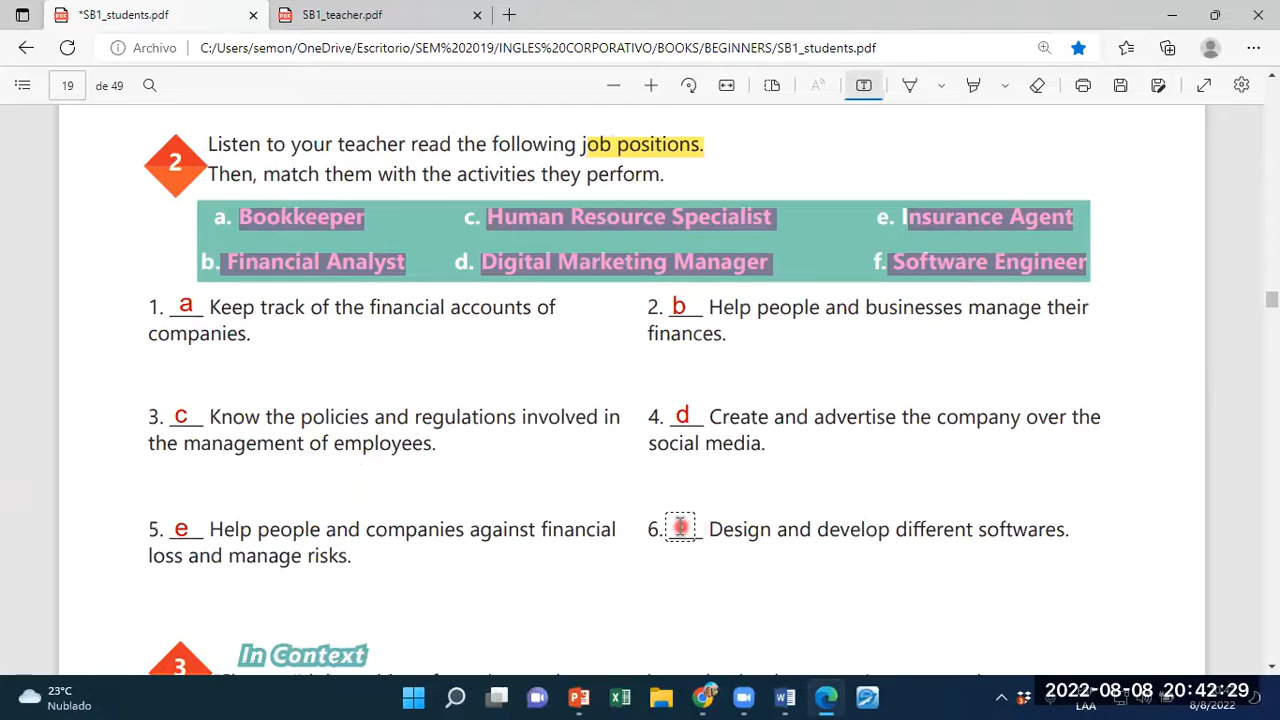 *SB1_students.pdf
SB1_teacher.pdf
Archivo C:/Users/semon/OneDrive/Escritorio/SEM%202019/INGLES%20CORPORATIVO/BOOKS/BEGINNERS/SB1_students.pdf
19 de 49
2
Listen to your teacher read the following job positions.
Then, match them with the activities they perform.
a. Bookkeeper c. Human Resource Specialist e. Insurance Agent
b. Financial Analyst d. Digital Marketing Manager f. Software Engineer
1. a Keep track of the financial accounts of
companies.
2. b Help people and businesses manage their
finances.
3. c Know the policies and regulations involved in
the management of employees.
4. d Create and advertise the company over the
social media.
5. e Help people and companies against financial
loss and manage risks.
6. ___ Design and develop different softwares.
3
In Context
23°C
Nublado
2022-08-08 20:42:29
LAA
8/8/2022